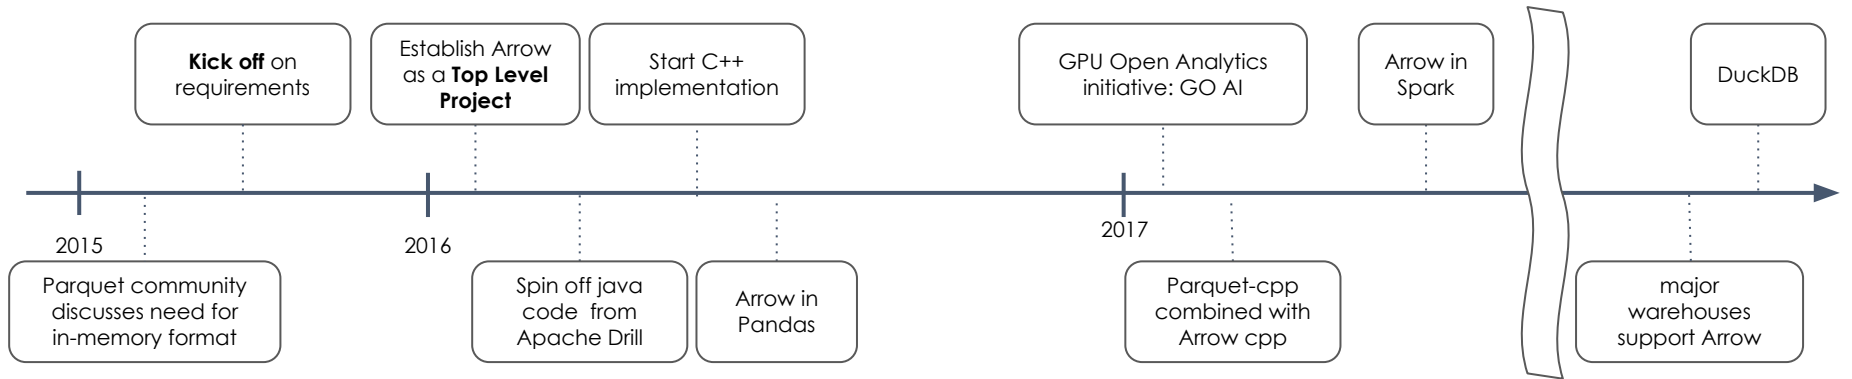 Kick off on
requirements
Establish Arrow
as a Top Level
Project
Start C++
implementation
GPU Open Analytics
initiative: GO AI
Arrow in
Spark
DuckDB
2015
2016
2017
Parquet community
discusses need for
in-memory format
Spin off java
code from
Apache Drill
Arrow in
Pandas
Parquet-cpp
combined with
Arrow cpp
major
warehouses
support Arrow